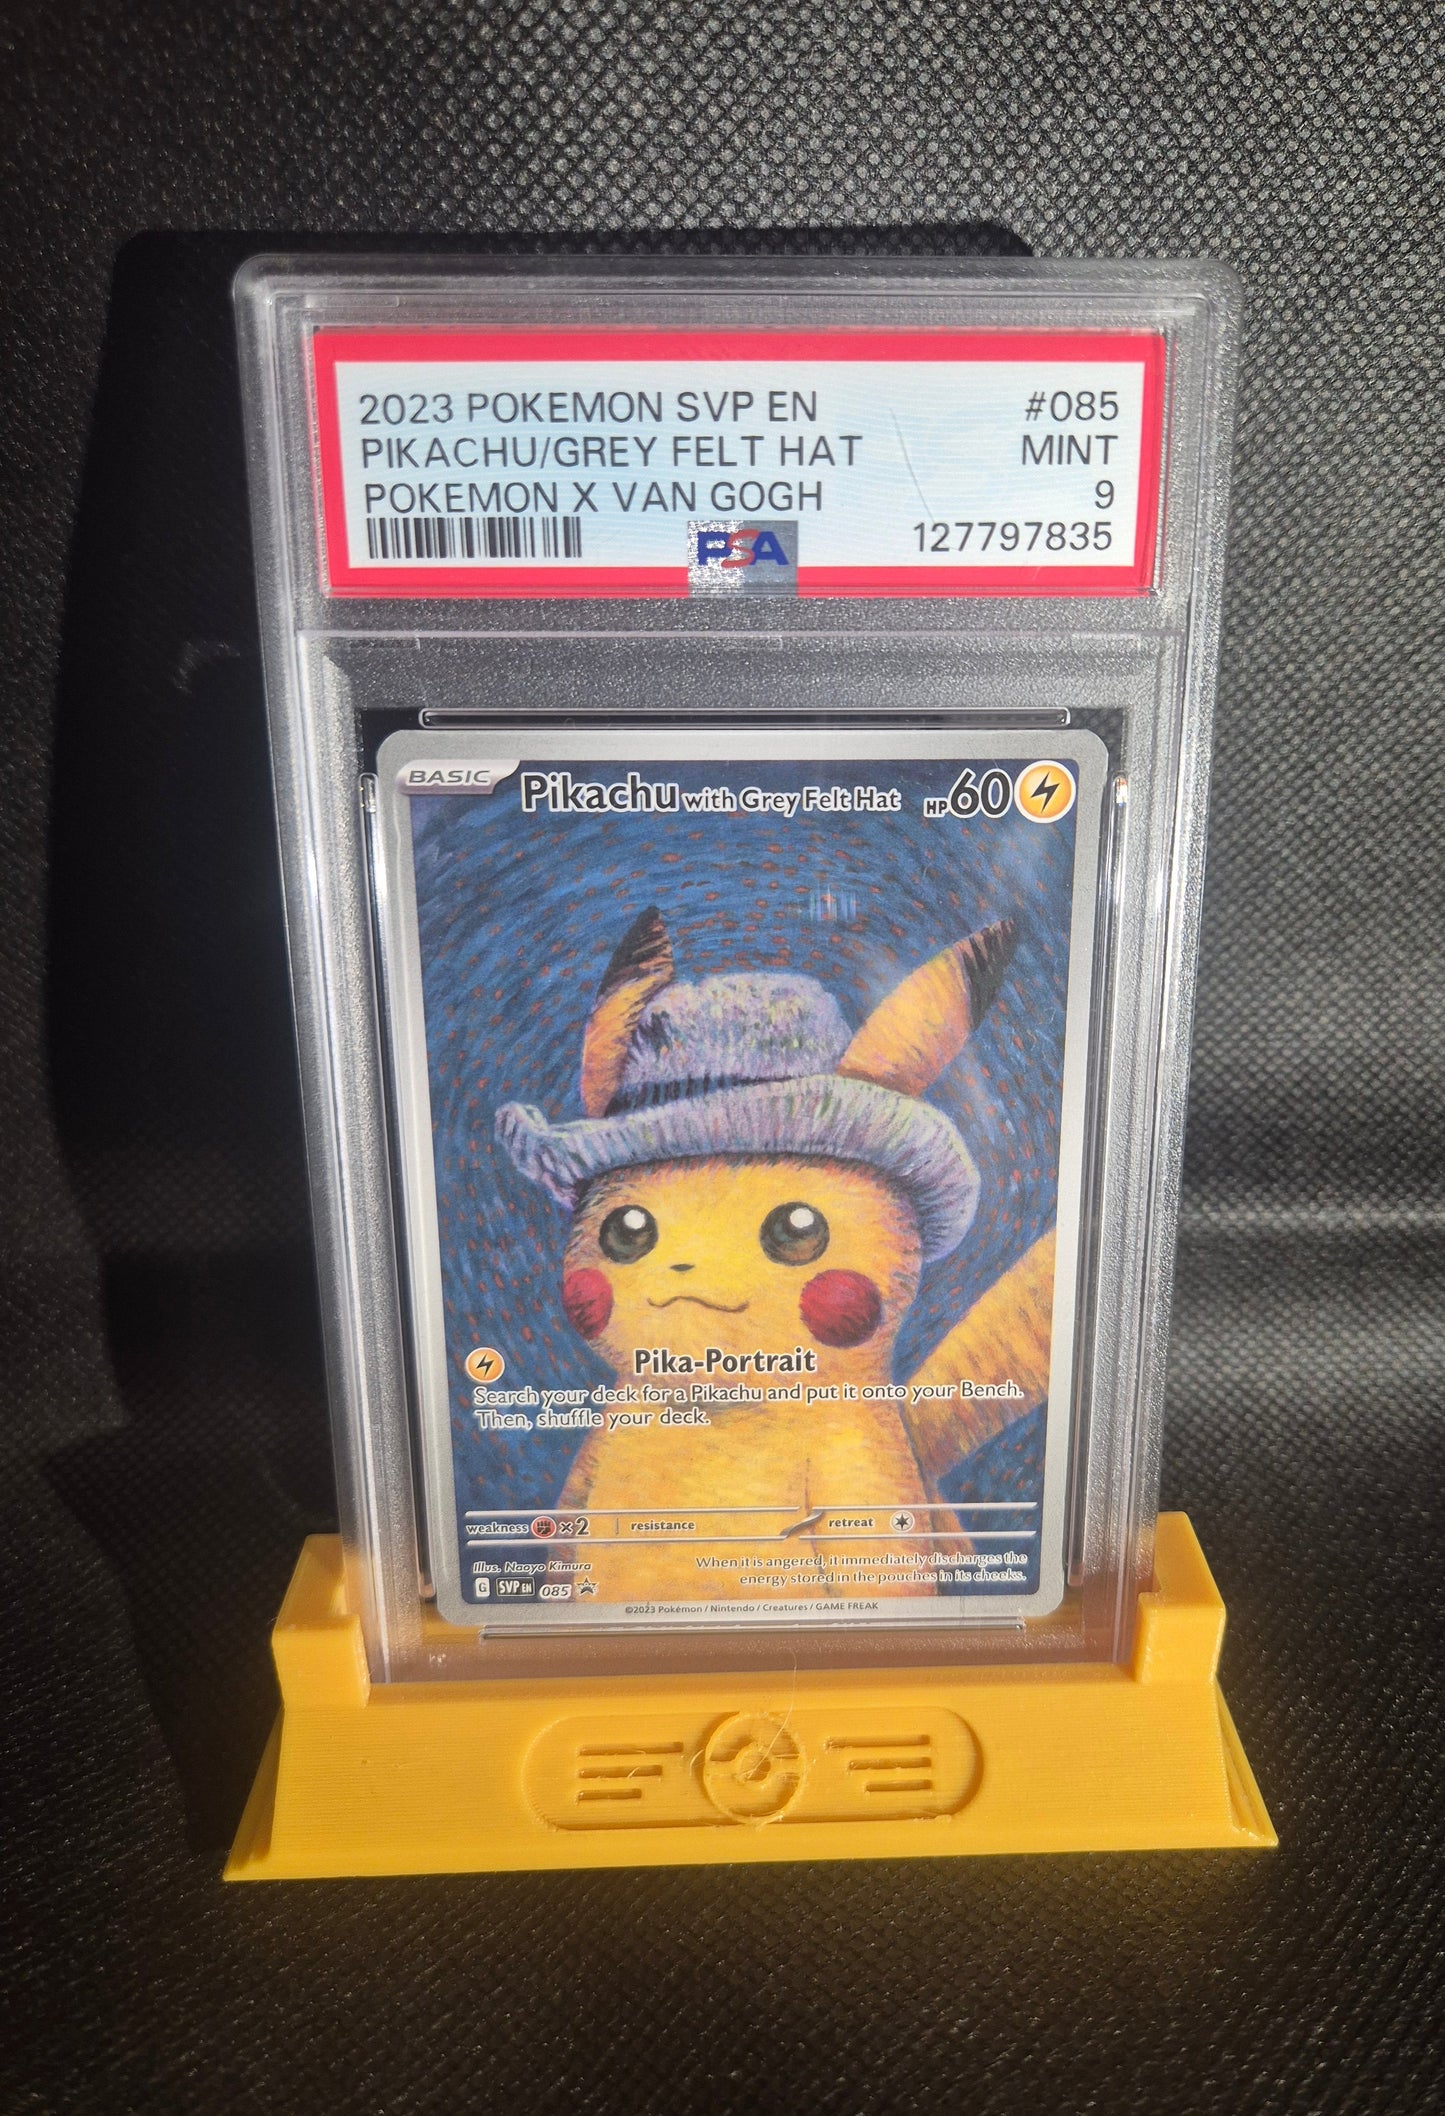 2023 POKEMON SVP EN #085
PIKACHU/GREY FELT HAT MINT
POKEMON X VAN GOGH 9
PSA 127797835
BASIC Pikachu with Grey Felt Hat HP60
Pika-Portrait
Search your deck for a Pikachu and put it onto your Bench.
Then, shuffle your deck.
weakness ×2 resistance retreat
Illus. Naoyo Kimura
When it is angered, it immediately discharges the
energy stored in the pouches in its cheeks.
G SVP EN 085
©2023 Pokémon / Nintendo / Creatures / GAME FREAK